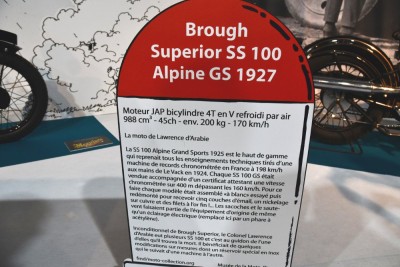 Brough
Superior SS 100
Alpine GS 1927
Moteur JAP bicylindre 4T en V refroidi par air
988 cm³ - 45ch - env. 200 kg - 170 km/h
La moto de Lawrence d'Arabie
La SS 100 Alpine Grand Sports 1925 est le haut de gamme
qui reprenait tous les enseignements techniques tirés d'une
machine de records chronométrée en France à 198 km/h
aux mains de Le Vack en 1924. Chaque SS 100 GS était
vendue accompagnée d'un certificat attestant une vitesse
chronométrée sur 400 m dépassant les 160 km/h. Pour ce
faire chaque modèle était assemblé «à blanc» essayé puis
redémonté pour recevoir cinq couches d'émail, un nickelage
sur cuivre et des filets à l'or fin !.. Les sacoches et le saute-
vent faisaient partie de l'équipement d'origine de même
qu'un éclairage électrique (remplacé ici par un phare à
acétylène).
Inconditionnel de Brough Superior, le Colonel Lawrence
d'Arabie eut plusieurs SS 100 et c'est au guidon de l'une
d'elles qu'il trouva la mort. Il bénéficiait de quelques
modifications sur mesures dont un réservoir spécial en inox
qui le suivait d'une machine à l'autre.